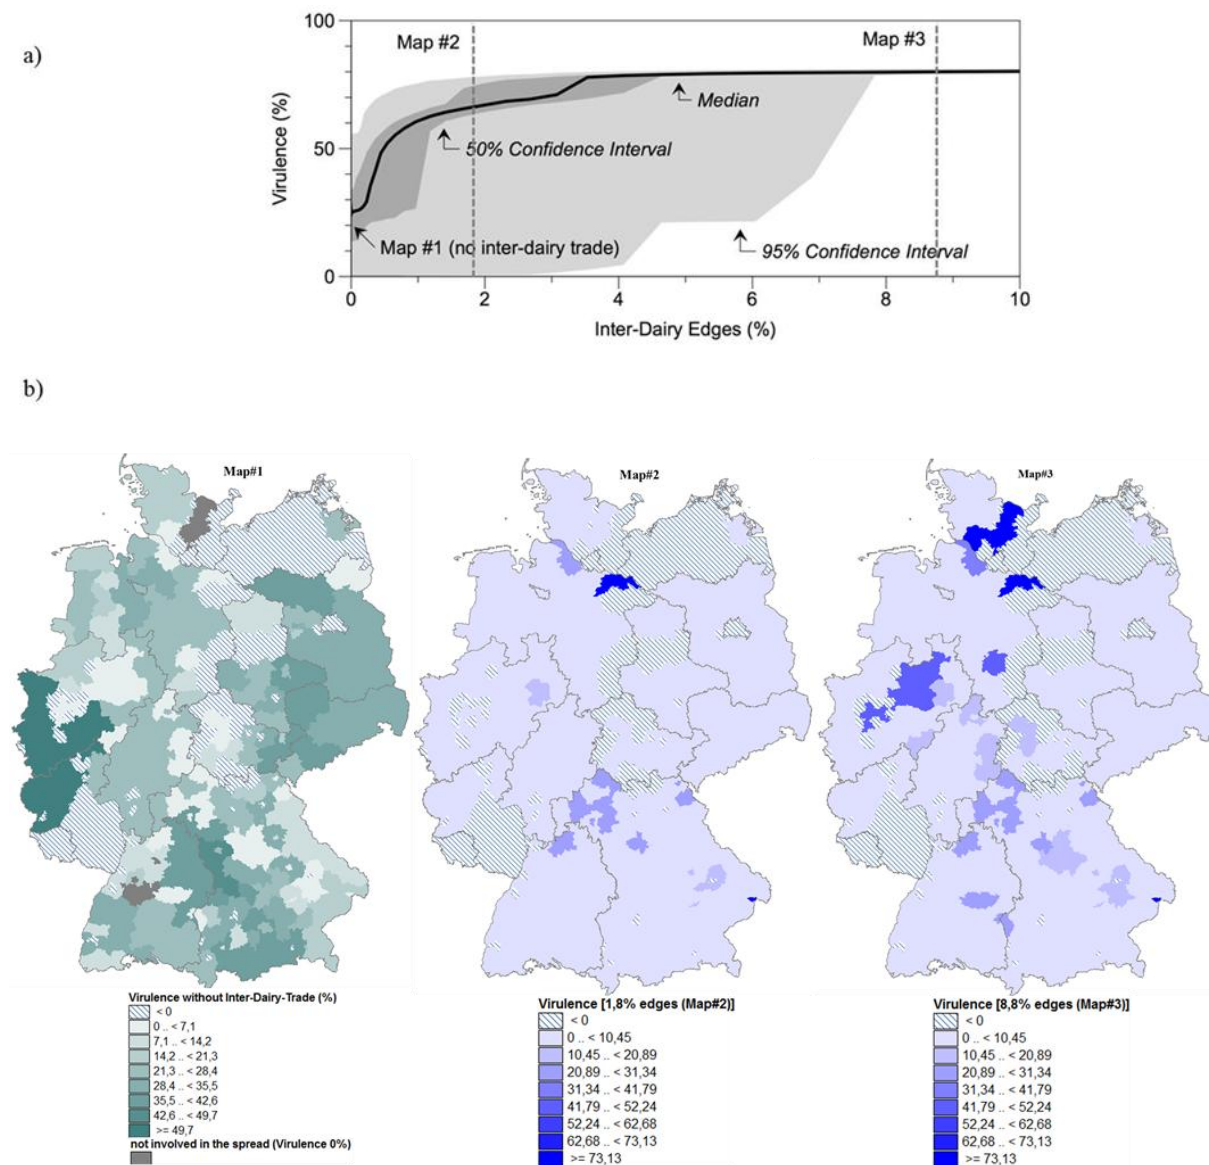 a)
100
Map #2
Map #3
Median
50
50% Confidence Interval
Virulence (%)
Map #1 (no inter-dairy trade)
95% Confidence Interval
0
0 2 4 6 8 10
Inter-Dairy Edges (%)
b)
Map#1
Map#2
Map#3
Virulence without Inter-Dairy-Trade (%)
< 0
0 .. < 7,1
7,1 .. < 14,2
14,2 .. < 21,3
21,3 .. < 28,4
28,4 .. < 35,5
35,5 .. < 42,6
42,6 .. < 49,7
>= 49,7
not involved in the spread (Virulence 0%)
Virulence [1,8% edges (Map#2)]
< 0
0 .. < 10,45
10,45 .. < 20,89
20,89 .. < 31,34
31,34 .. < 41,79
41,79 .. < 52,24
52,24 .. < 62,68
62,68 .. < 73,13
>= 73,13
Virulence [8,8% edges (Map#3)]
< 0
0 .. < 10,45
10,45 .. < 20,89
20,89 .. < 31,34
31,34 .. < 41,79
41,79 .. < 52,24
52,24 .. < 62,68
62,68 .. < 73,13
>= 73,13